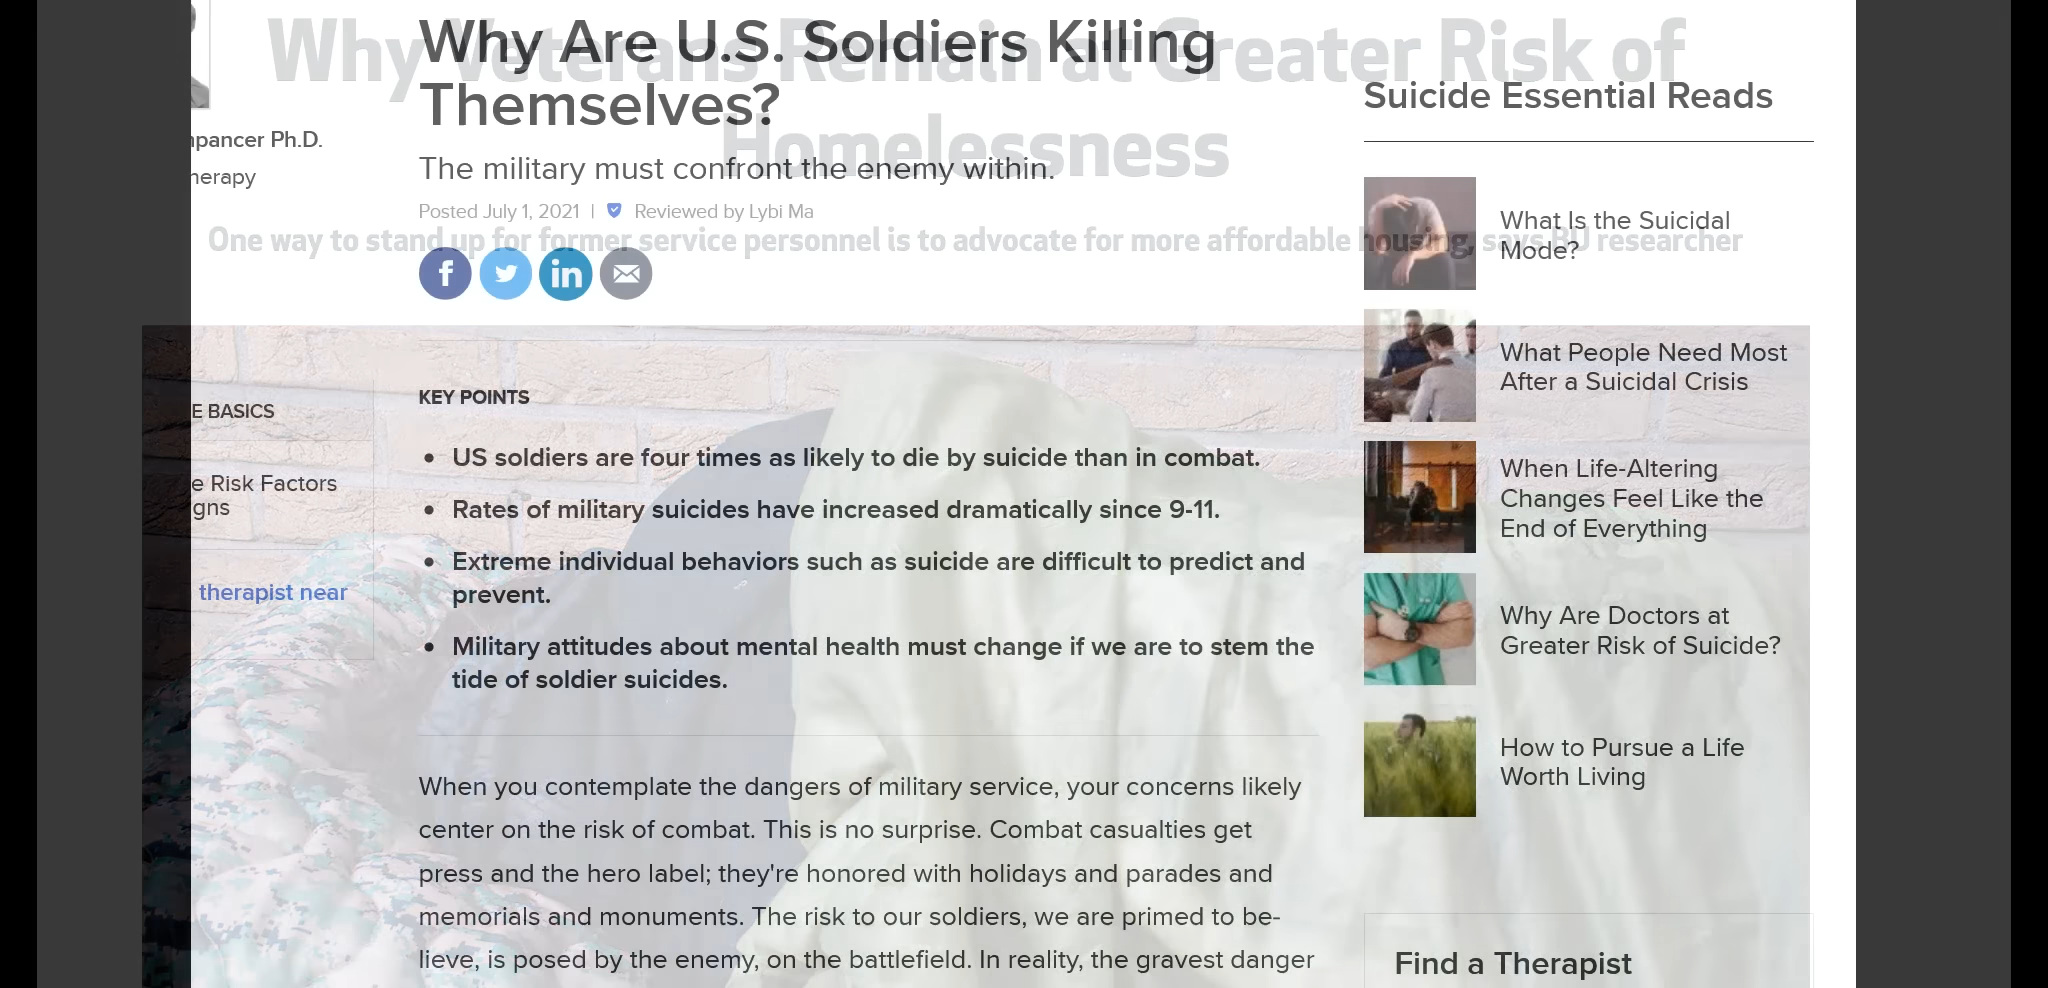 Why Veterans Remain at Greater Risk of
Homelessness
One way to stand up for former service personnel is to advocate for more affordable housing, says BU researcher
Why Are U.S. Soldiers Killing
Themselves?
The military must confront the enemy within.
Posted July 1, 2021 | Reviewed by Lybi Ma
f
in
npancer Ph.D.
herapy
E BASICS
e Risk Factors
gns
therapist near
KEY POINTS
• US soldiers are four times as likely to die by suicide than in combat.
• Rates of military suicides have increased dramatically since 9-11.
• Extreme individual behaviors such as suicide are difficult to predict and
prevent.
• Military attitudes about mental health must change if we are to stem the
tide of soldier suicides.
When you contemplate the dangers of military service, your concerns likely
center on the risk of combat. This is no surprise. Combat casualties get
press and the hero label; they're honored with holidays and parades and
memorials and monuments. The risk to our soldiers, we are primed to be-
lieve, is posed by the enemy, on the battlefield. In reality, the gravest danger
Suicide Essential Reads
What Is the Suicidal
Mode?
What People Need Most
After a Suicidal Crisis
When Life-Altering
Changes Feel Like the
End of Everything
Why Are Doctors at
Greater Risk of Suicide?
How to Pursue a Life
Worth Living
Find a Therapist